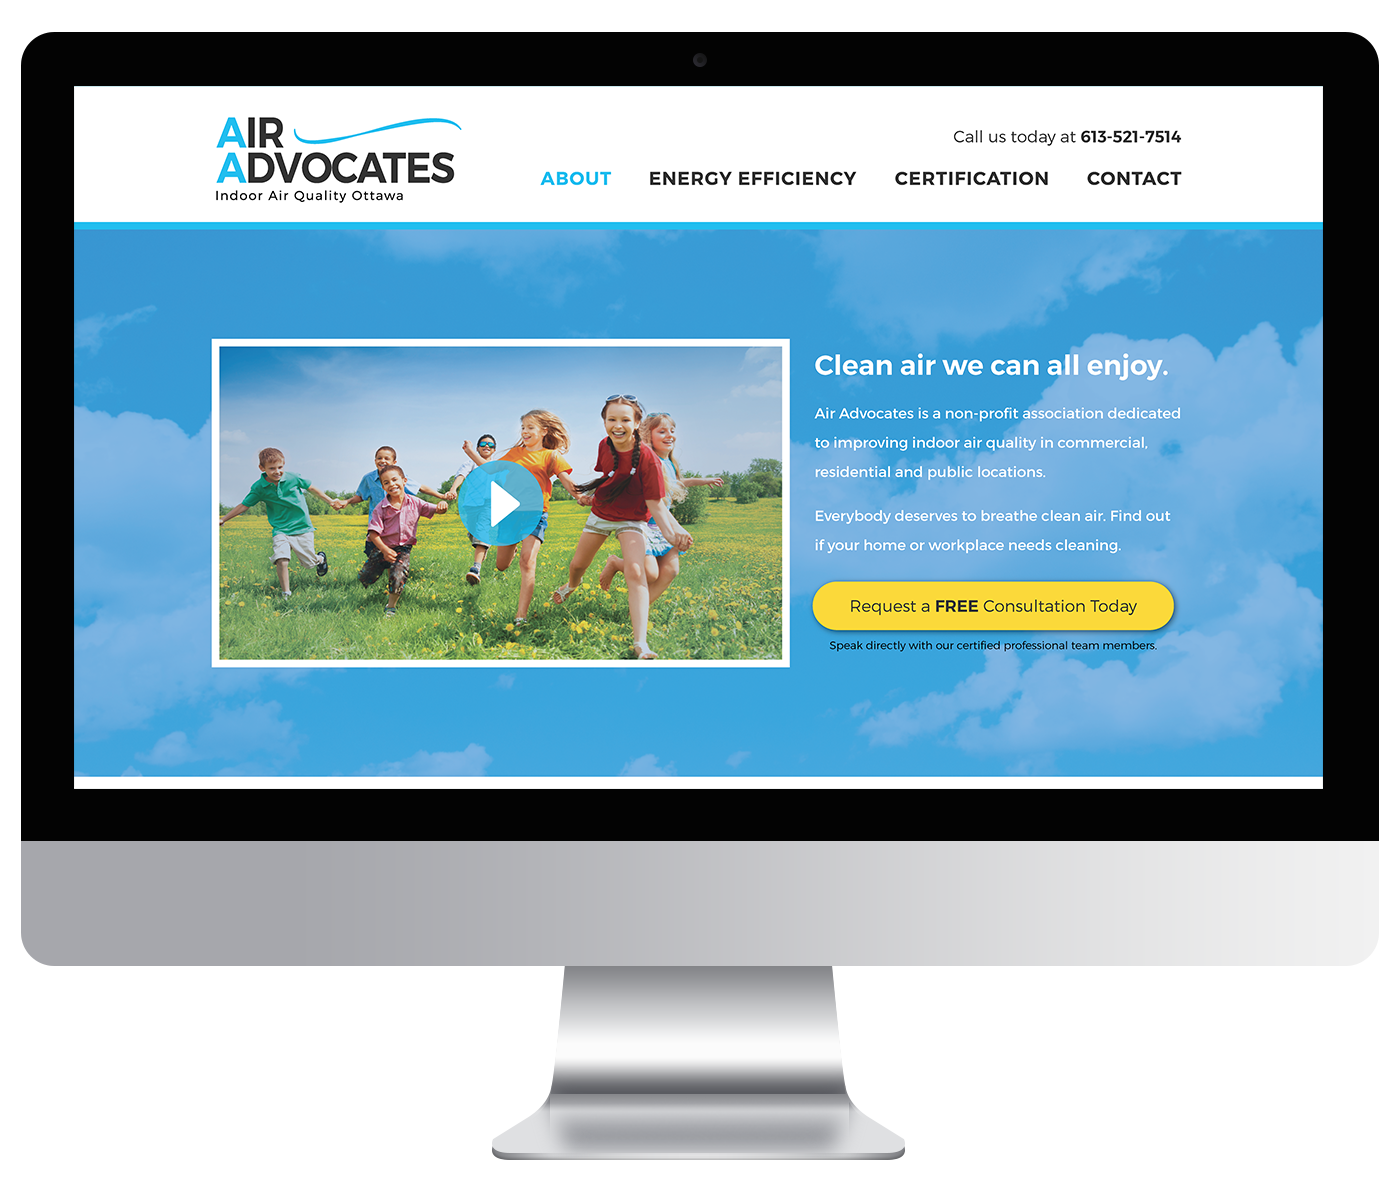 AIR
ADVOCATES
Indoor Air Quality Ottawa
Call us today at 613-521-7514
ABOUT ENERGY EFFICIENCY CERTIFICATION CONTACT
Clean air we can all enjoy.
Air Advocates is a non-profit association dedicated
to improving indoor air quality in commercial,
residential and public locations.
Everybody deserves to breathe clean air. Find out
if your home or workplace needs cleaning.
Request a FREE Consultation Today
Speak directly with our certified professional team members.